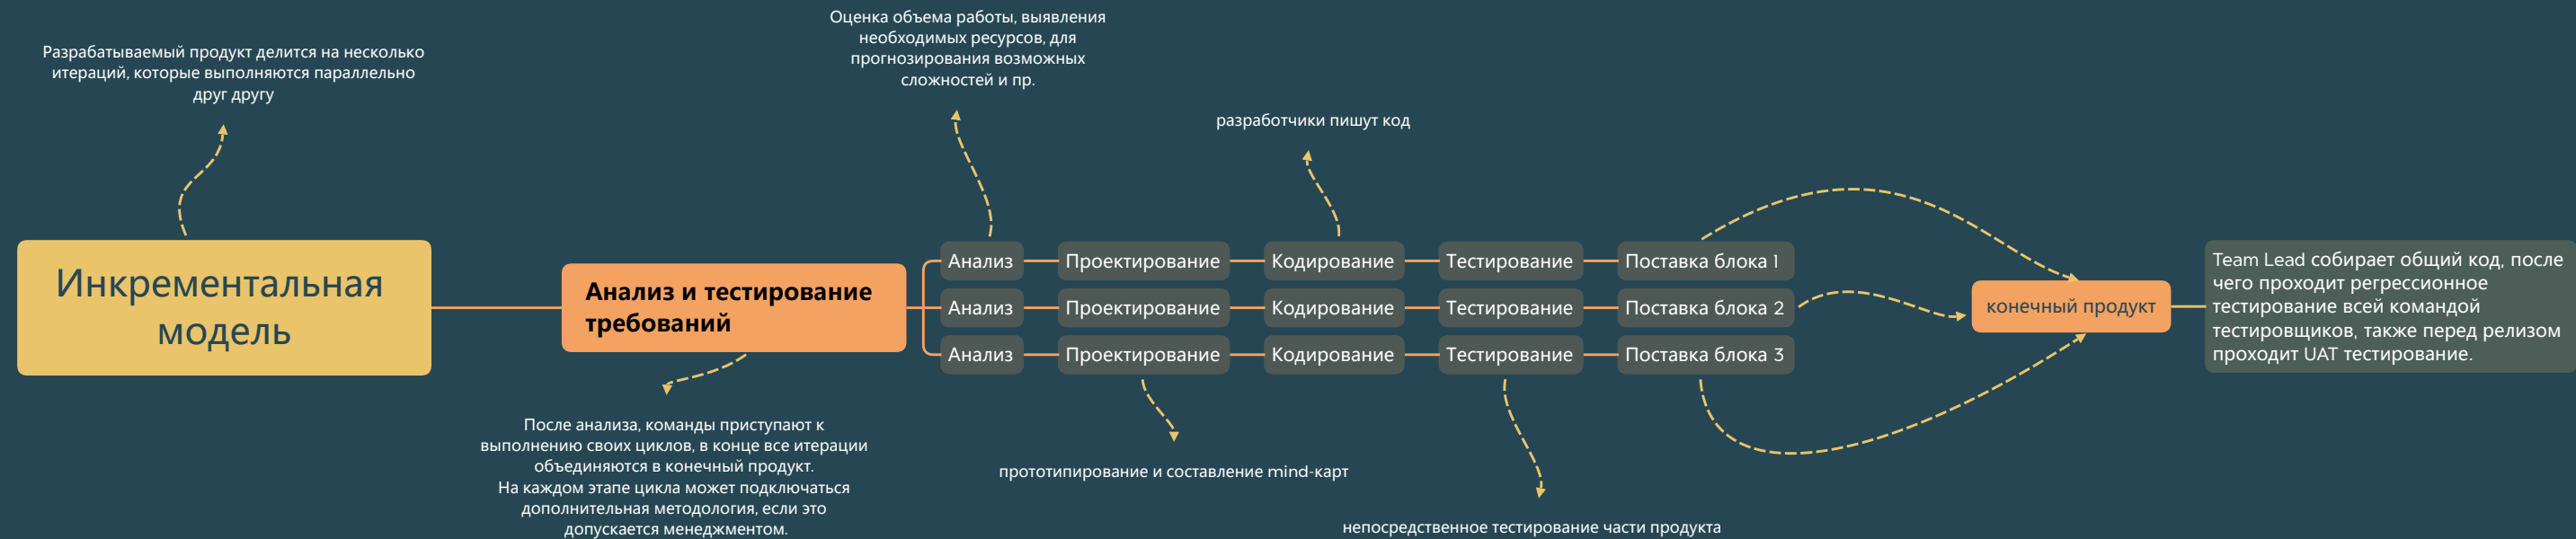 Оценка объема работы, выявления
необходимых ресурсов, для
прогнозирования возможных
сложностей и пр.
Разрабатываемый продукт делится на несколько
итераций, которые выполняются параллельно
друг другу
разработчики пишут код
Инкрементальная
модель
Анализ и тестирование
требований
Анализ Проектирование Кодирование Тестирование Поставка блока 1
Анализ Проектирование Кодирование Тестирование Поставка блока 2
Анализ Проектирование Кодирование Тестирование Поставка блока 3
конечный продукт
Team Lead собирает общий код, после
чего проходит регрессионное
тестирование всей командой
тестировщиков, также перед релизом
проходит UAT тестирование.
После анализа, команды приступают к
выполнению своих циклов, в конце все итерации
объединяются в конечный продукт.
На каждом этапе цикла может подключаться
дополнительная методология, если это
допускается менеджментом.
прототипирование и составление mind-карт
непосредственное тестирование части продукта